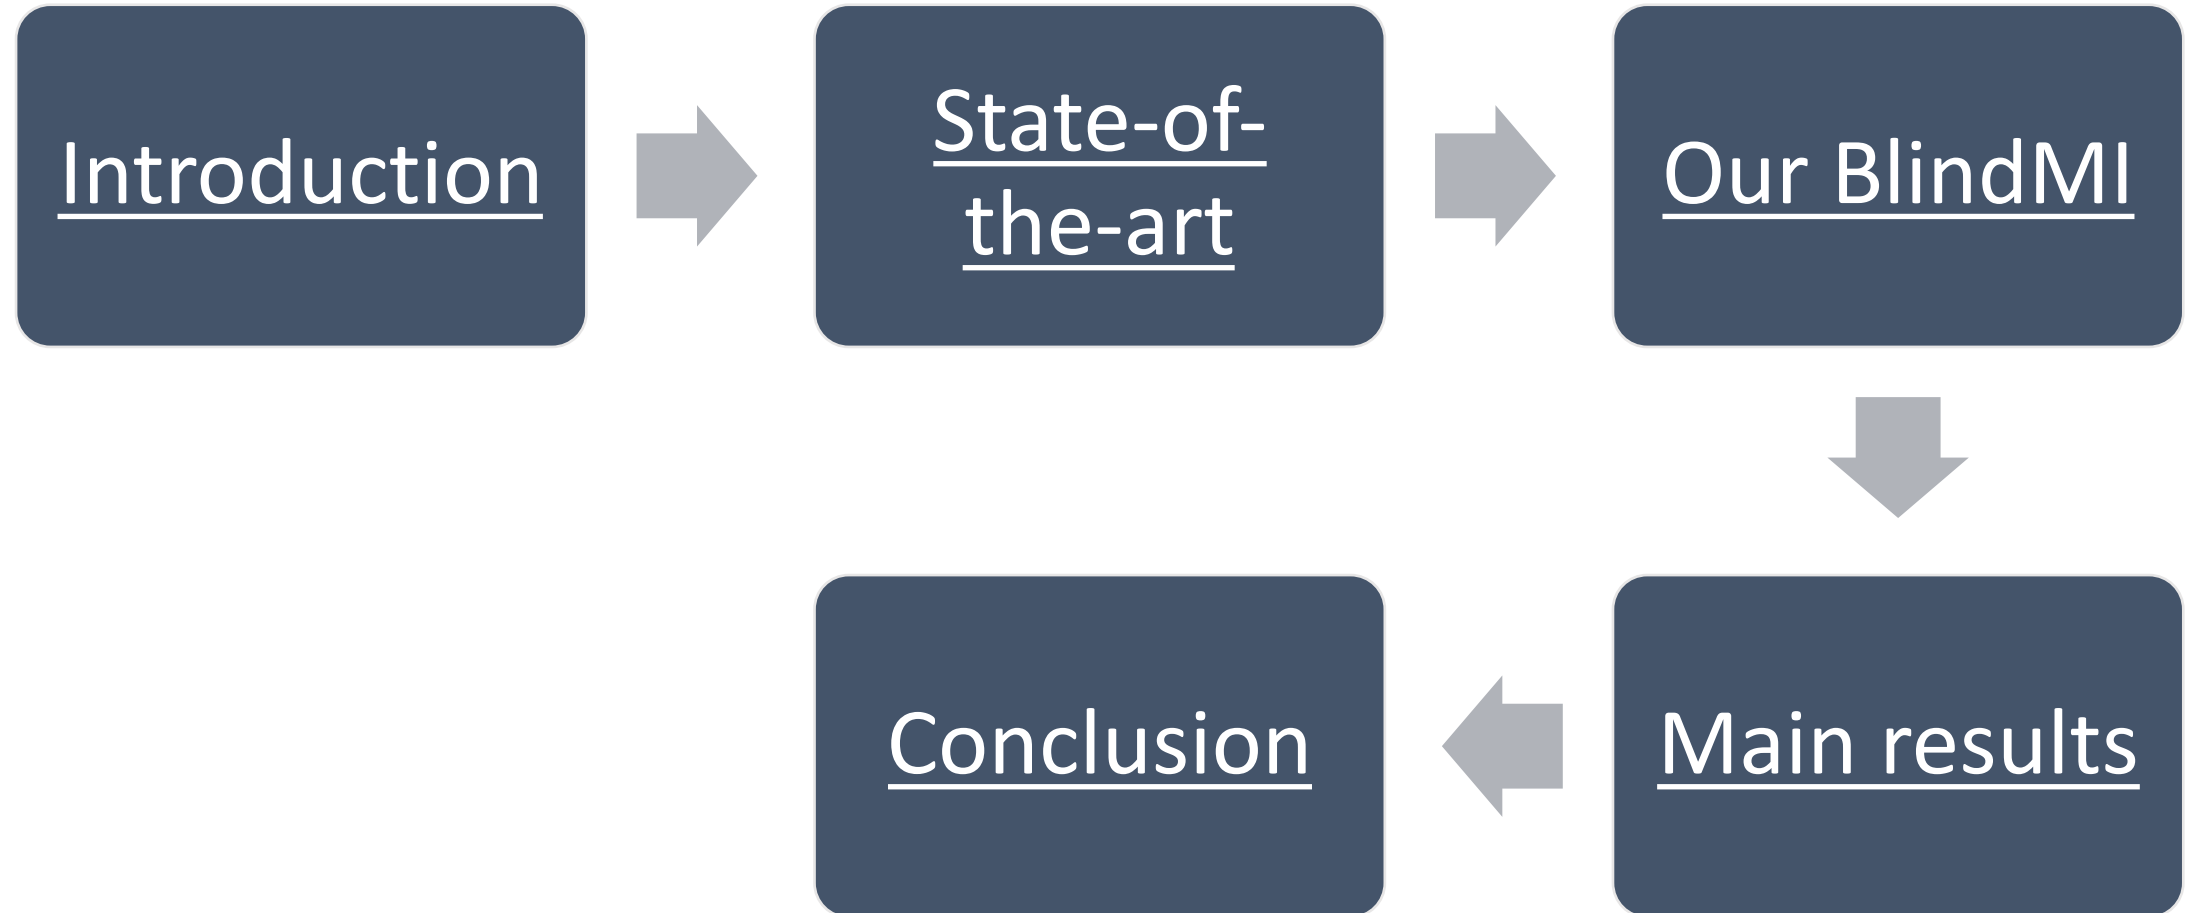 Introduction
State-of-
the-art
Our BlindMI
Main results
Conclusion